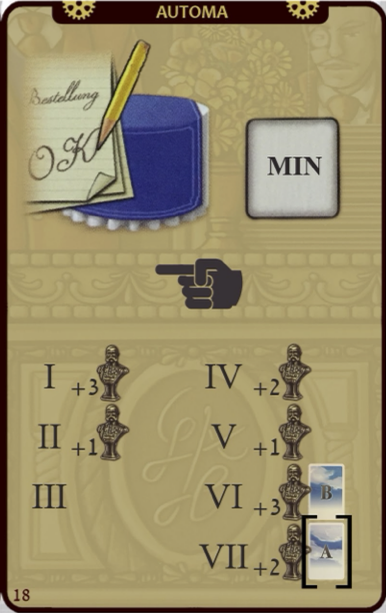 AUTOMA
Bestellung
OK
MIN
I +3 IV +2
II +1 V +1
III VI +3 B
VII +2 A
18